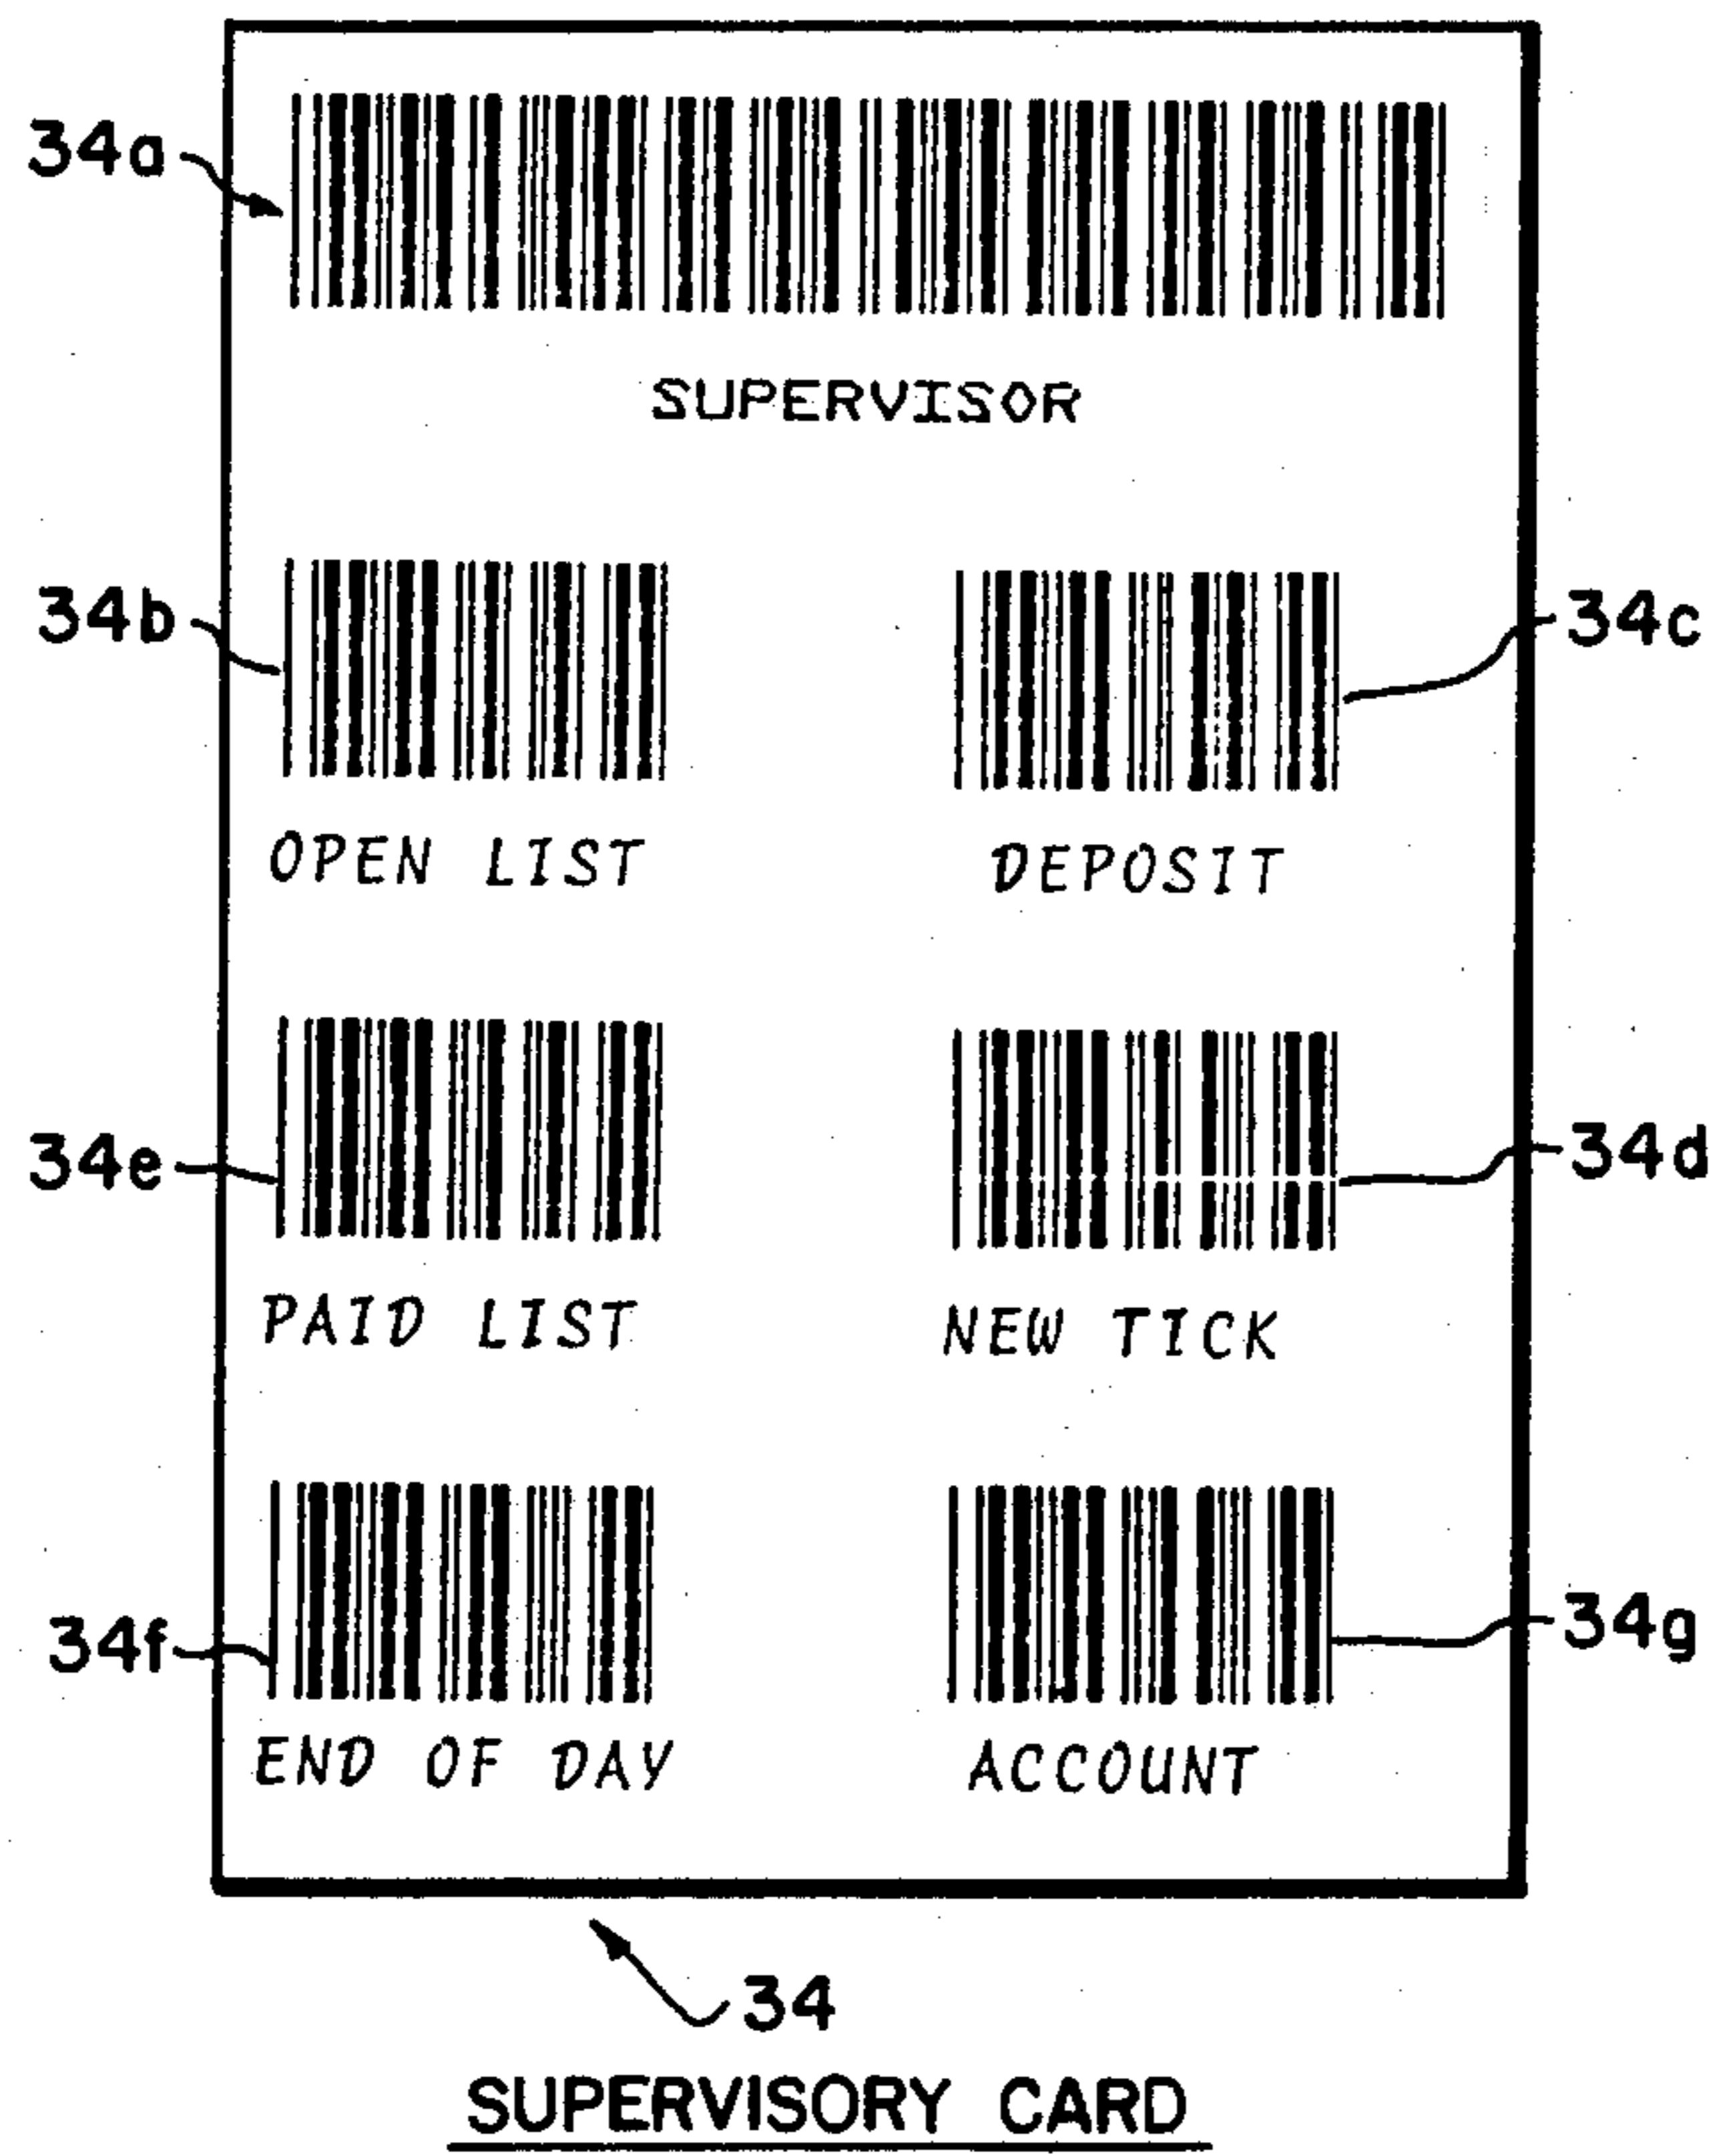 34a
SUPERVISOR
34b
34c
OPEN LIST
DEPOSIT
34e
34d
PAID LIST
NEW TICK
34f
34g
END OF DAY
ACCOUNT
34
SUPERVISORY CARD